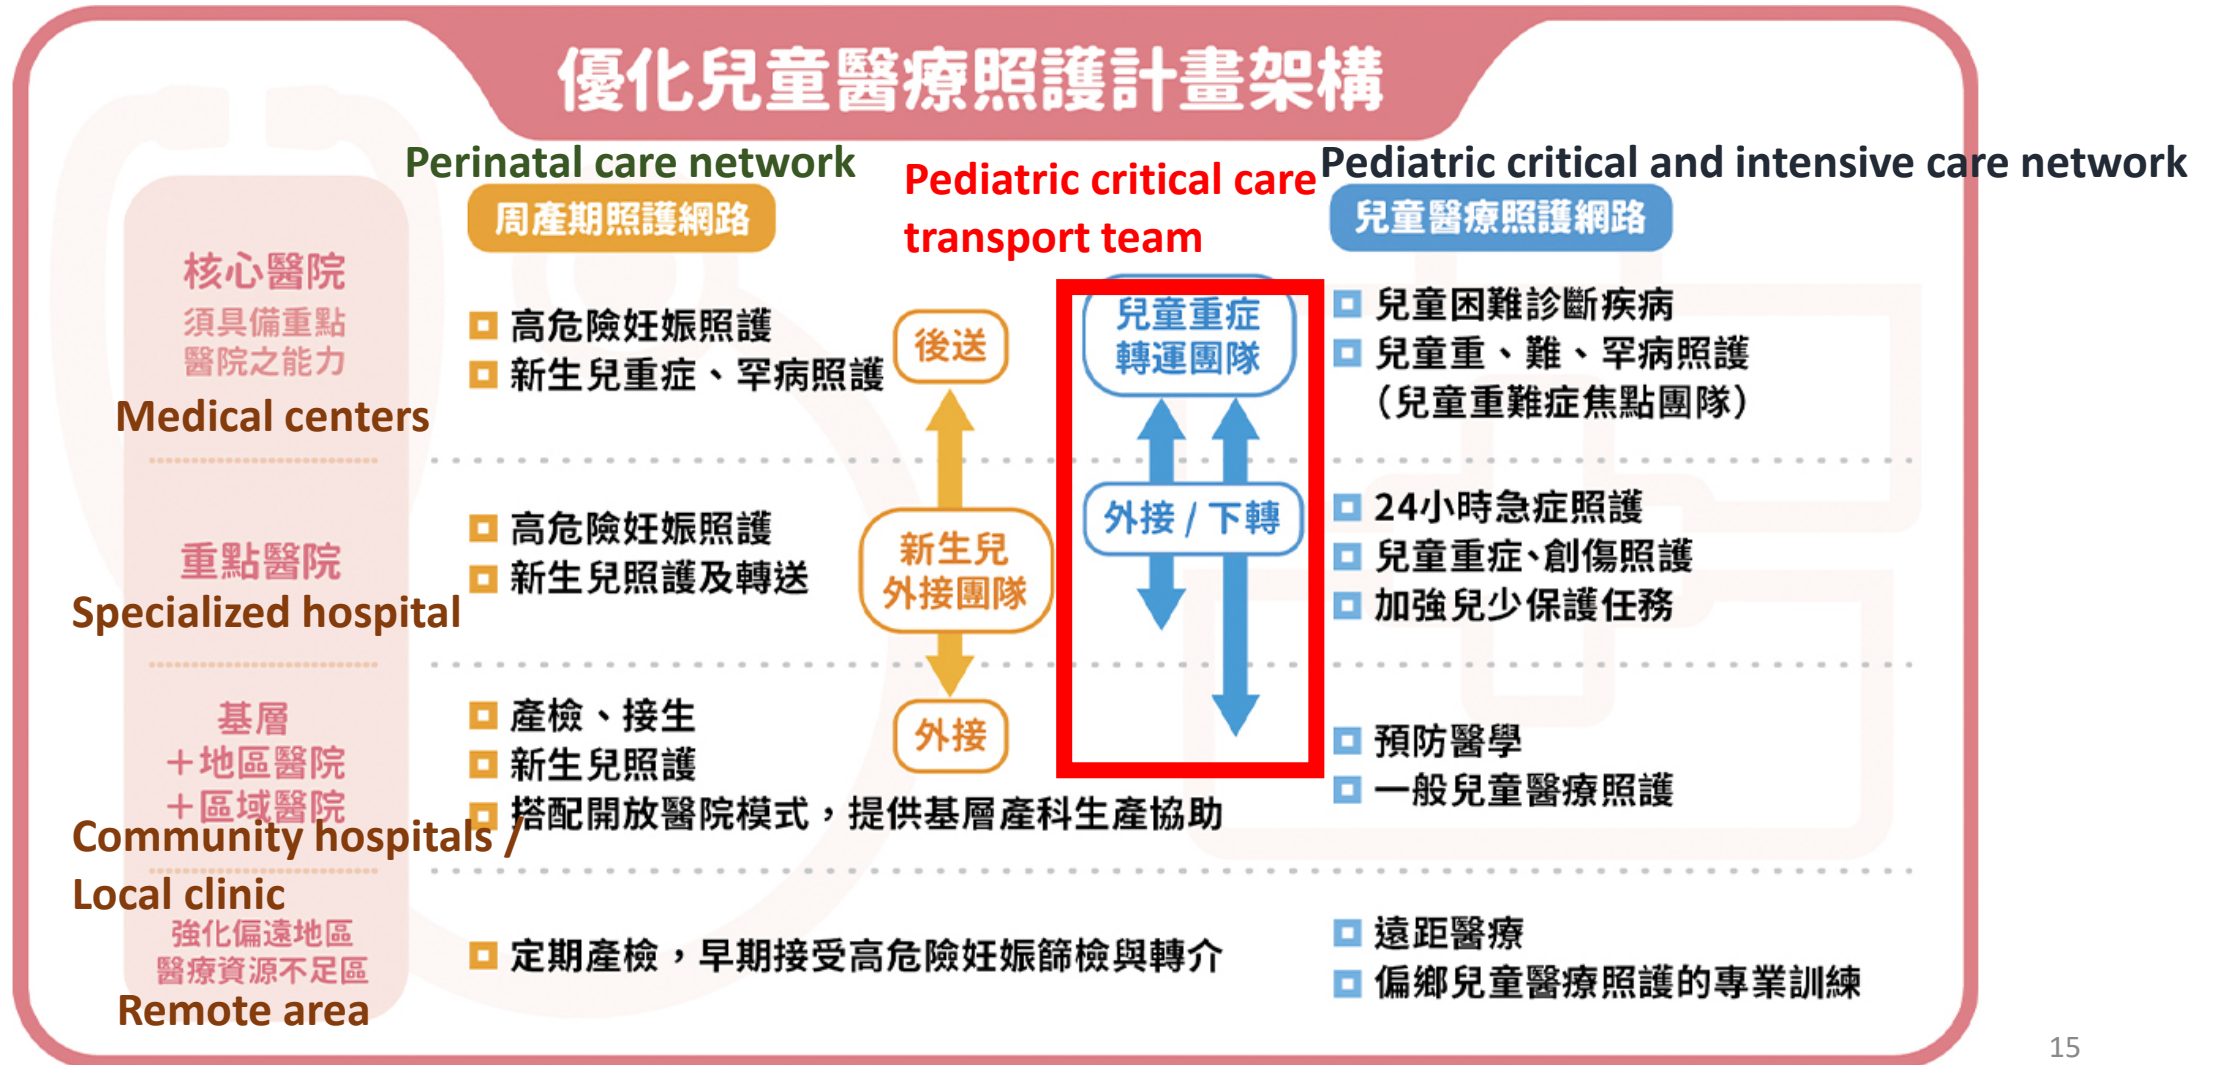 優化兒童醫療照護計畫架構
Perinatal care network
周產期照護網路
Pediatric critical care
transport team
Pediatric critical and intensive care network
兒童醫療照護網路
核心醫院
須具備重點
醫院之能力
Medical centers
高危險妊娠照護
新生兒重症、罕病照護
後送
兒童重症
轉運團隊
兒童困難診斷疾病
兒童重、難、罕病照護
（兒童重難症焦點團隊）
重點醫院
Specialized hospital
高危險妊娠照護
新生兒照護及轉送
新生兒
外接團隊
外接 / 下轉
24小時急症照護
兒童重症、創傷照護
加強兒少保護任務
基層
＋地區醫院
＋區域醫院
Community hospitals /
Local clinic
產檢、接生
新生兒照護
搭配開放醫院模式，提供基層產科生產協助
外接
預防醫學
一般兒童醫療照護
強化偏遠地區
醫療資源不足區
Remote area
定期產檢，早期接受高危險妊娠篩檢與轉介
遠距醫療
偏鄉兒童醫療照護的專業訓練
15